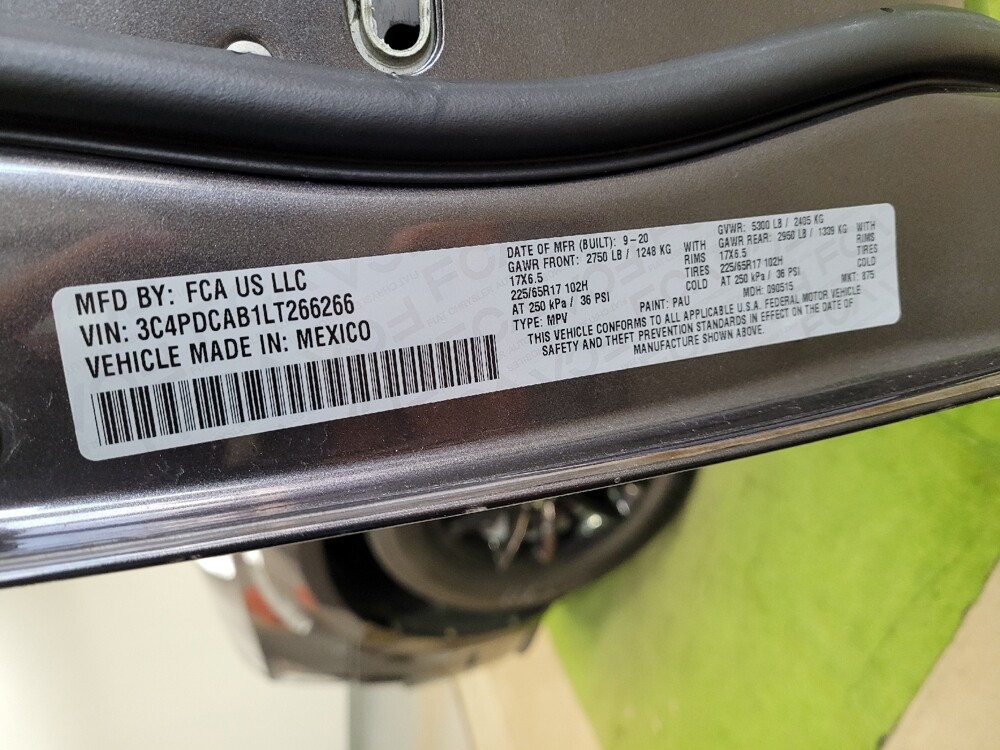 MFD BY: FCA US LLC
VIN: 3C4PDCAB1LT266266
VEHICLE MADE IN: MEXICO
DATE OF MFR (BUILT): 9-20
GVWR: 5300 LB / 2405 KG
GAWR FRONT: 2750 LB / 1248 KG WITH
GAWR REAR: 2950 LB / 1339 KG WITH
17X6.5 RIMS
17X6.5 RIMS
225/65R17 102H TIRES
225/65R17 102H TIRES
AT 250 kPa / 36 PSI COLD
AT 250 kPa / 36 PSI COLD
TYPE: MPV
PAINT: PAU
MDH: 090515
MKT: 875
THIS VEHICLE CONFORMS TO ALL APPLICABLE U.S.A. FEDERAL MOTOR VEHICLE
SAFETY AND THEFT PREVENTION STANDARDS IN EFFECT ON THE DATE OF
MANUFACTURE SHOWN ABOVE.